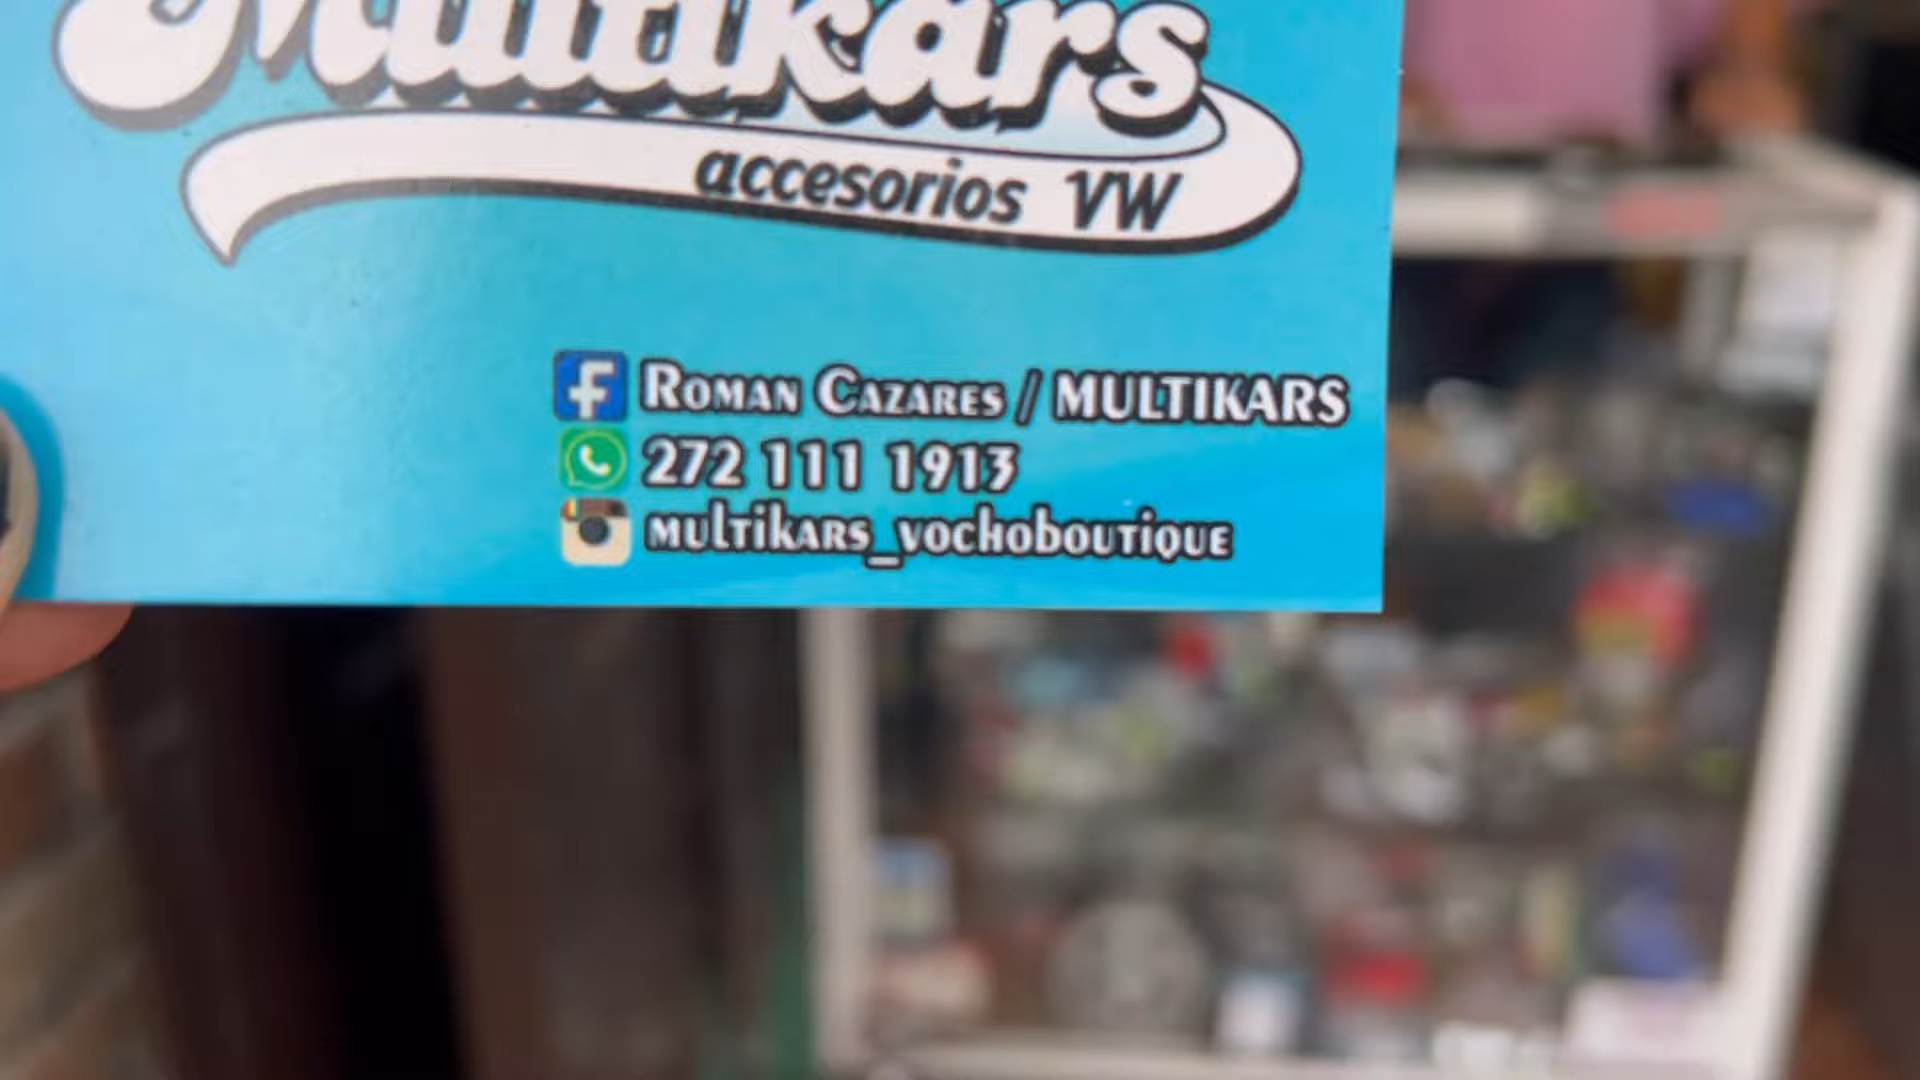 Multikars
accesorios VW
ROMAN CAZARES / MULTIKARS
272 111 1913
multikars_vochoboutique